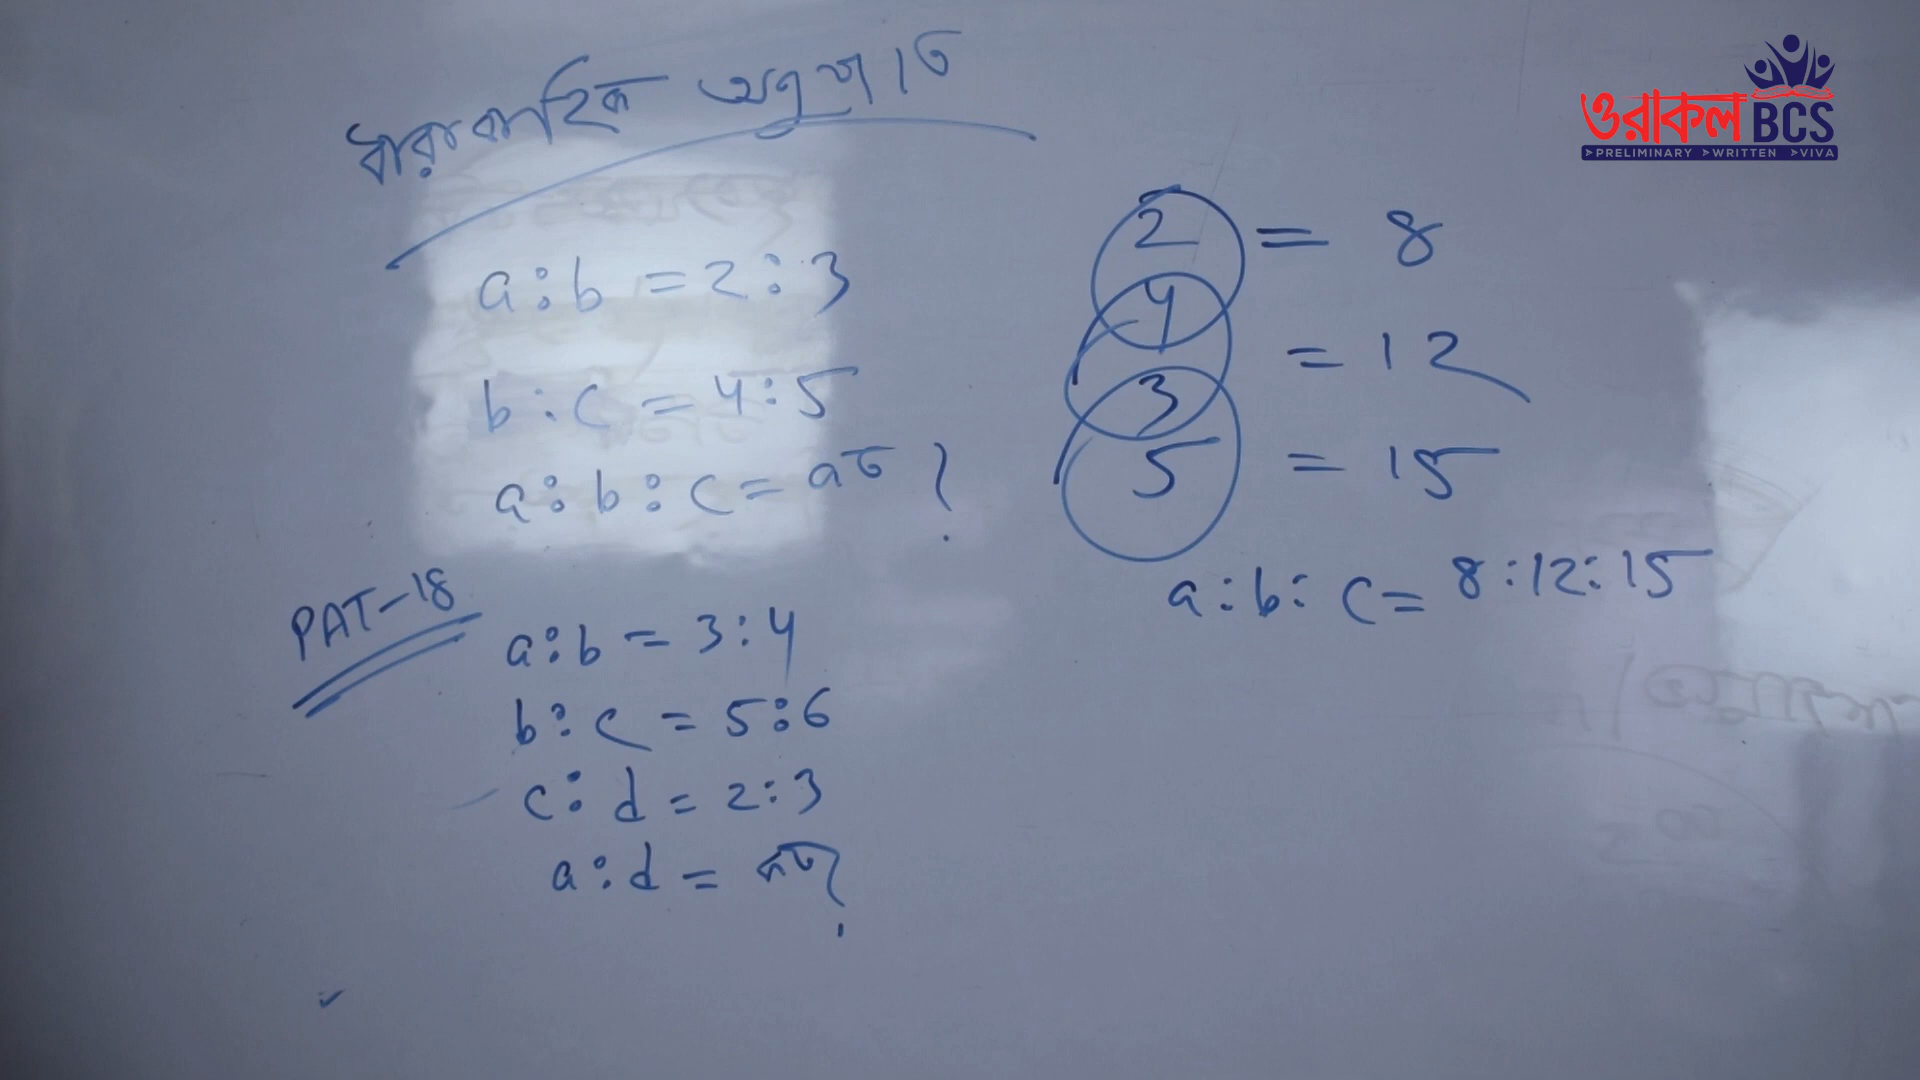 ধারাবাহিক অনুপাত
a:b = 2:3
b:c = 4:5
a:b:c = কত ?
2 = 8
4
3 = 12
5 = 15
a:b:c = 8:12:15
PAT-18
a:b = 3:4
b:c = 5:6
c:d = 2:3
a:d = কত?
ওরাকল BCS
➤PRELIMINARY ➤WRITTEN ➤VIVA